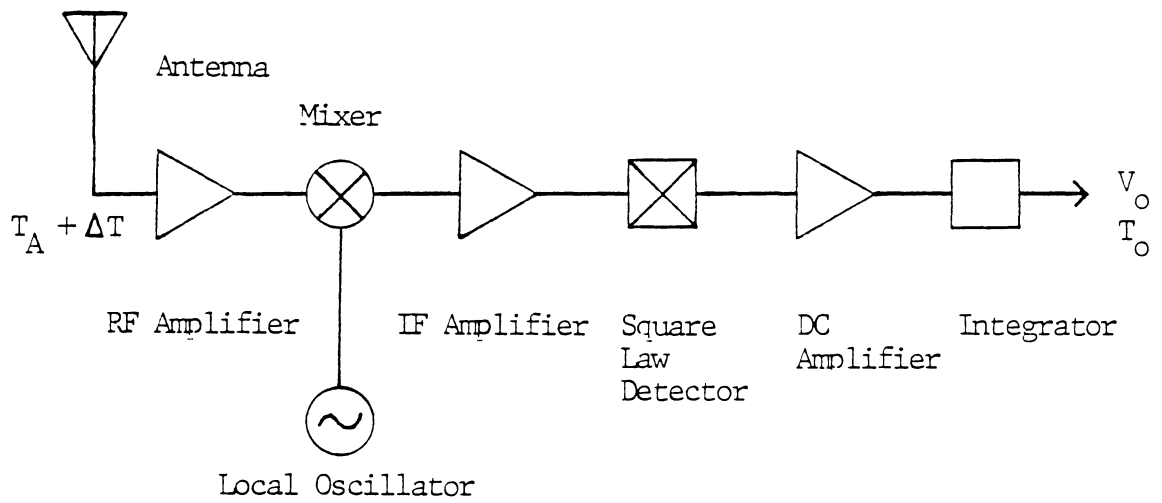 Antenna
Mixer
T_A + ΔT
V_o
T_o
RF Amplifier
IF Amplifier
Square
Law
Detector
DC
Amplifier
Integrator
Local Oscillator